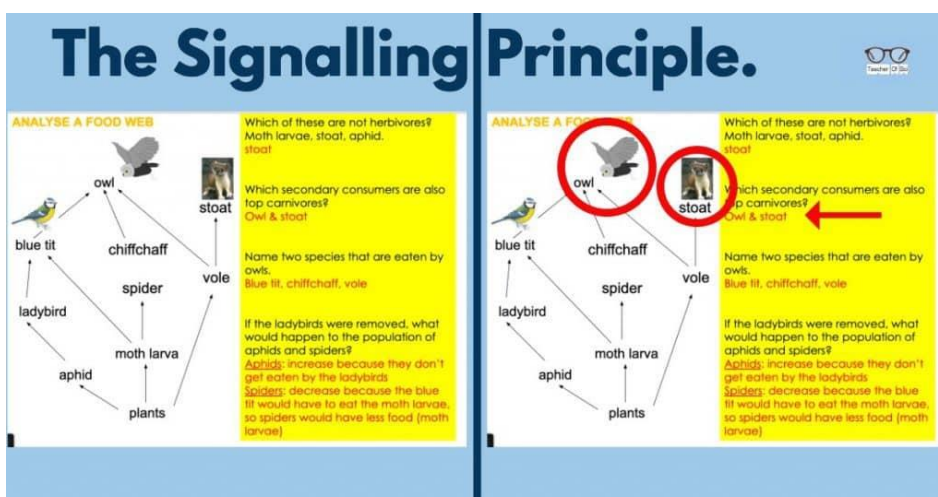 The Signalling Principle.
Teacher Of Sci
ANALYSE A FOOD WEB
owl
stoat
blue tit
chiffchaff
vole
spider
ladybird
moth larva
aphid
plants
Which of these are not herbivores?
Moth larvae, stoat, aphid.
stoat
Which secondary consumers are also
top carnivores?
Owl & stoat
Name two species that are eaten by
owls.
Blue tit, chiffchaff, vole
If the ladybirds were removed, what
would happen to the population of
aphids and spiders?
Aphids: increase because they don't
get eaten by the ladybirds
Spiders: decrease because the blue
tit would have to eat the moth larvae,
so spiders would have less food (moth
larvae)
ANALYSE A FOOD WEB
owl
stoat
blue tit
chiffchaff
vole
spider
ladybird
moth larva
aphid
plants
Which of these are not herbivores?
Moth larvae, stoat, aphid.
stoat
Which secondary consumers are also
top carnivores?
Owl & stoat
Name two species that are eaten by
owls.
Blue tit, chiffchaff, vole
If the ladybirds were removed, what
would happen to the population of
aphids and spiders?
Aphids: increase because they don't
get eaten by the ladybirds
Spiders: decrease because the blue
tit would have to eat the moth larvae,
so spiders would have less food (moth
larvae)